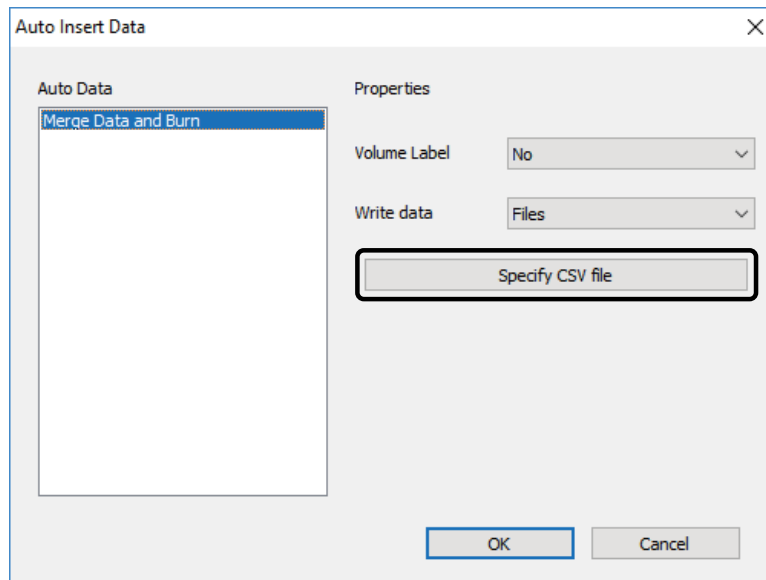 Auto Insert Data
Auto Data
Merge Data and Burn
Properties
Volume Label
No
Write data
Files
Specify CSV file
OK
Cancel